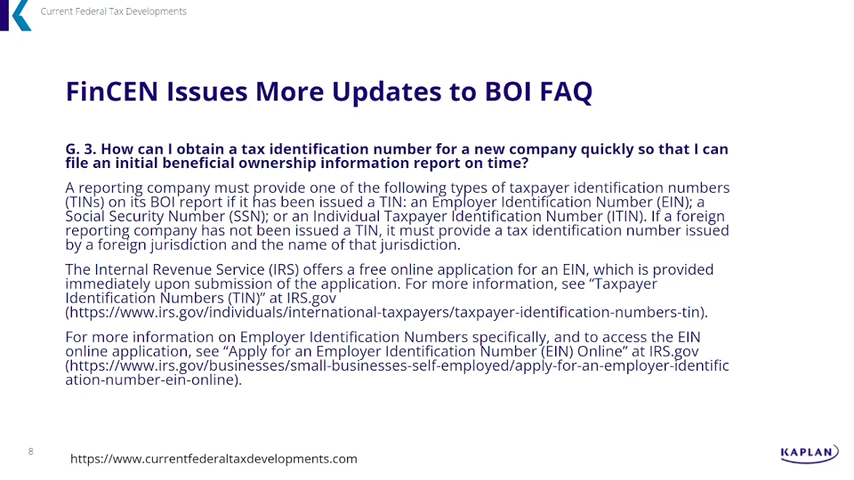 Current Federal Tax Developments
FinCEN Issues More Updates to BOI FAQ
G. 3. How can I obtain a tax identification number for a new company quickly so that I can
file an initial beneficial ownership information report on time?
A reporting company must provide one of the following types of taxpayer identification numbers
(TINs) on its BOI report if it has been issued a TIN: an Employer Identification Number (EIN); a
Social Security Number (SSN); or an Individual Taxpayer Identification Number (ITIN). If a foreign
reporting company has not been issued a TIN, it must provide a tax identification number issued
by a foreign jurisdiction and the name of that jurisdiction.
The Internal Revenue Service (IRS) offers a free online application for an EIN, which is provided
immediately upon submission of the application. For more information, see “Taxpayer
Identification Numbers (TIN)” at IRS.gov
(https://www.irs.gov/individuals/international-taxpayers/taxpayer-identification-numbers-tin).
For more information on Employer Identification Numbers specifically, and to access the EIN
online application, see “Apply for an Employer Identification Number (EIN) Online” at IRS.gov
(https://www.irs.gov/businesses/small-businesses-self-employed/apply-for-an-employer-identific
ation-number-ein-online).
8
https://www.currentfederaltaxdevelopments.com
KAPLAN